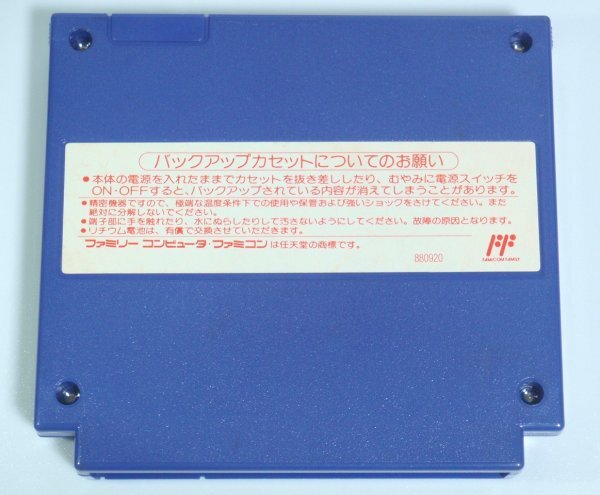 バックアップカセットについてのお願い
●本体の電源を入れたままでカセットを抜き差ししたり、むやみに電源スイッチを
ON・OFFすると、バックアップされている内容が消えてしまうことがあります。
●精密機器ですので、極端な温度条件下での使用や保管および強いショックをさけてください。また
絶対に分解しないでください。
●端子部に手を触れたり、水にぬらしたりして汚さないようにしてください。故障の原因となります。
●リチウム電池は、有償で交換させていただきます。
ファミリー コンピュータ・ファミコン は任天堂の商標です。
880920
FAMICOM FAMILY